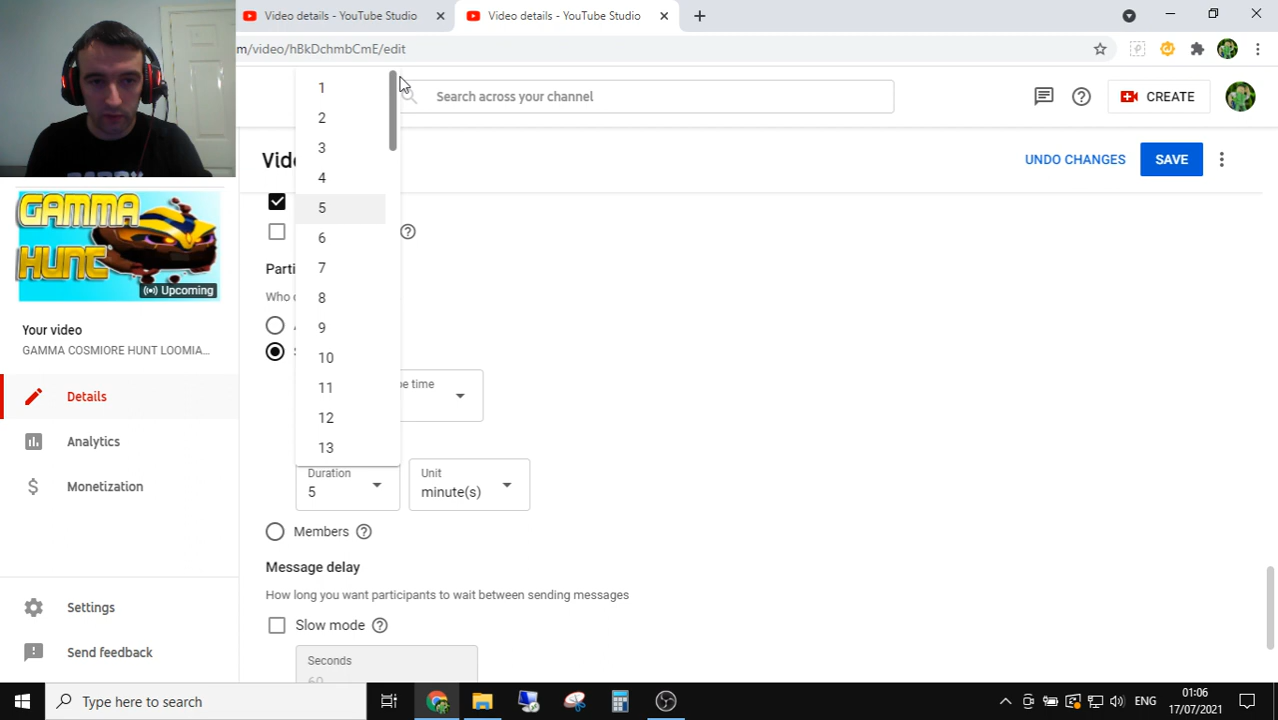 Video details - YouTube Studio
Video details - YouTube Studio
m/video/hBkDchmbCmE/edit
Search across your channel
CREATE
UNDO CHANGES
SAVE
1
2
3
4
5
6
7
8
9
10
11
12
13
GAMMA
HUNT
Upcoming
Your video
GAMMA COSMIORE HUNT LOOMIA...
Details
Analytics
Monetization
Settings
Send feedback
Who
be time
Duration
5
Unit
minute(s)
Members
Message delay
How long you want participants to wait between sending messages
Slow mode
Seconds
60
Type here to search
ENG
01:06
17/07/2021